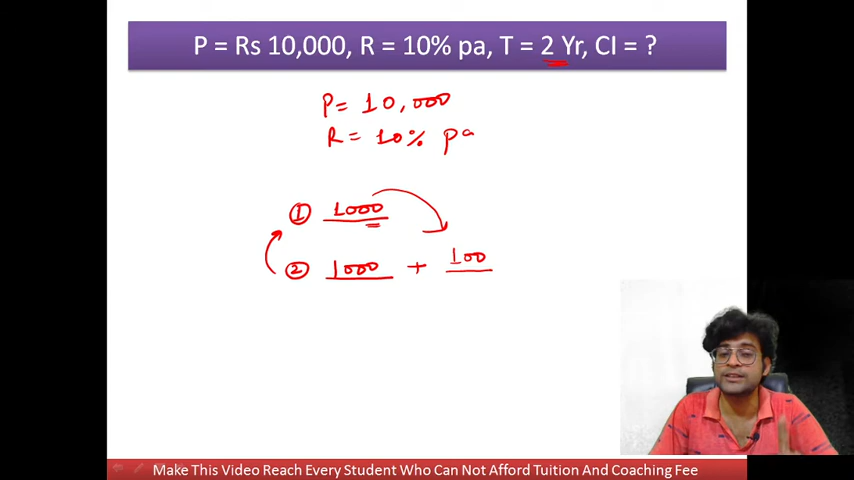 P = Rs 10,000, R = 10% pa, T = 2 Yr, CI = ?
P= 10,000
R= 10% pa
① 1000
② 1000 + 100
Make This Video Reach Every Student Who Can Not Afford Tuition And Coaching Fee